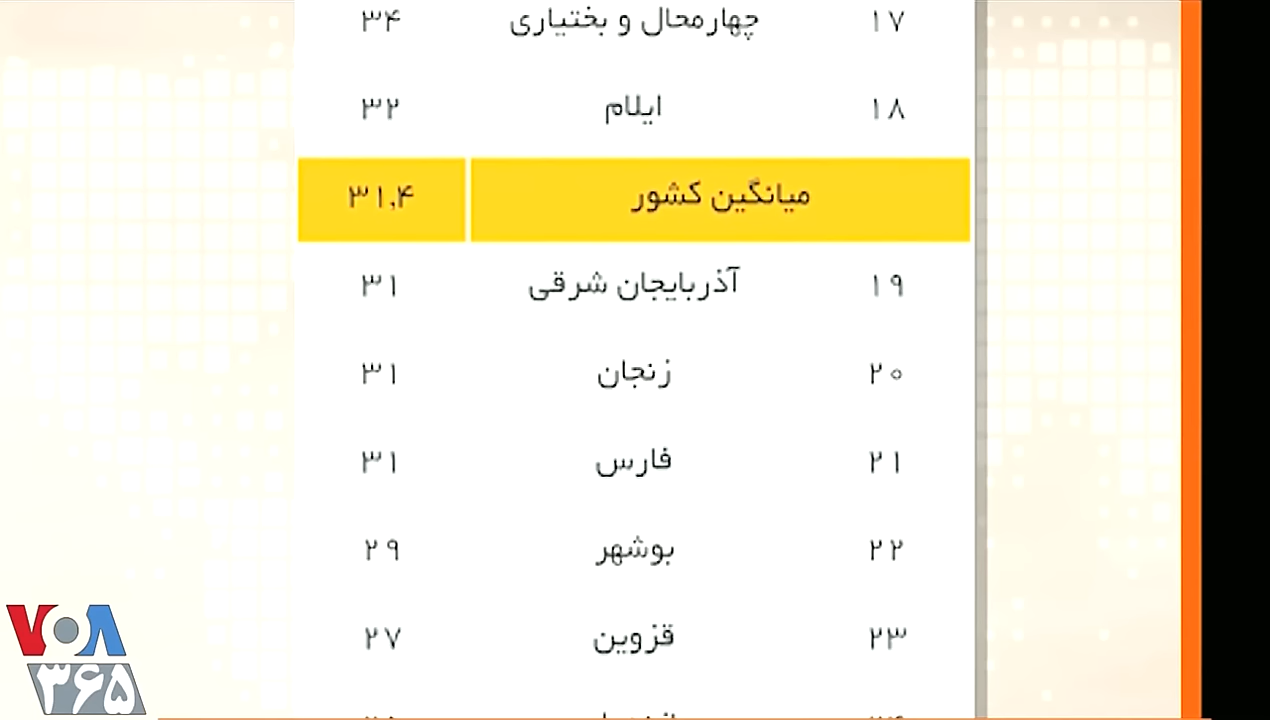 ۱۷ چهارمحال و بختیاری ۳۴
۱۸ ایلام ۳۲
میانگین کشور ۳۱,۴
۱۹ آذربایجان شرقی ۳۱
۲۰ زنجان ۳۱
۲۱ فارس ۳۱
۲۲ بوشهر ۲۹
۲۳ قزوین ۲۷
VOA
۳۶۵